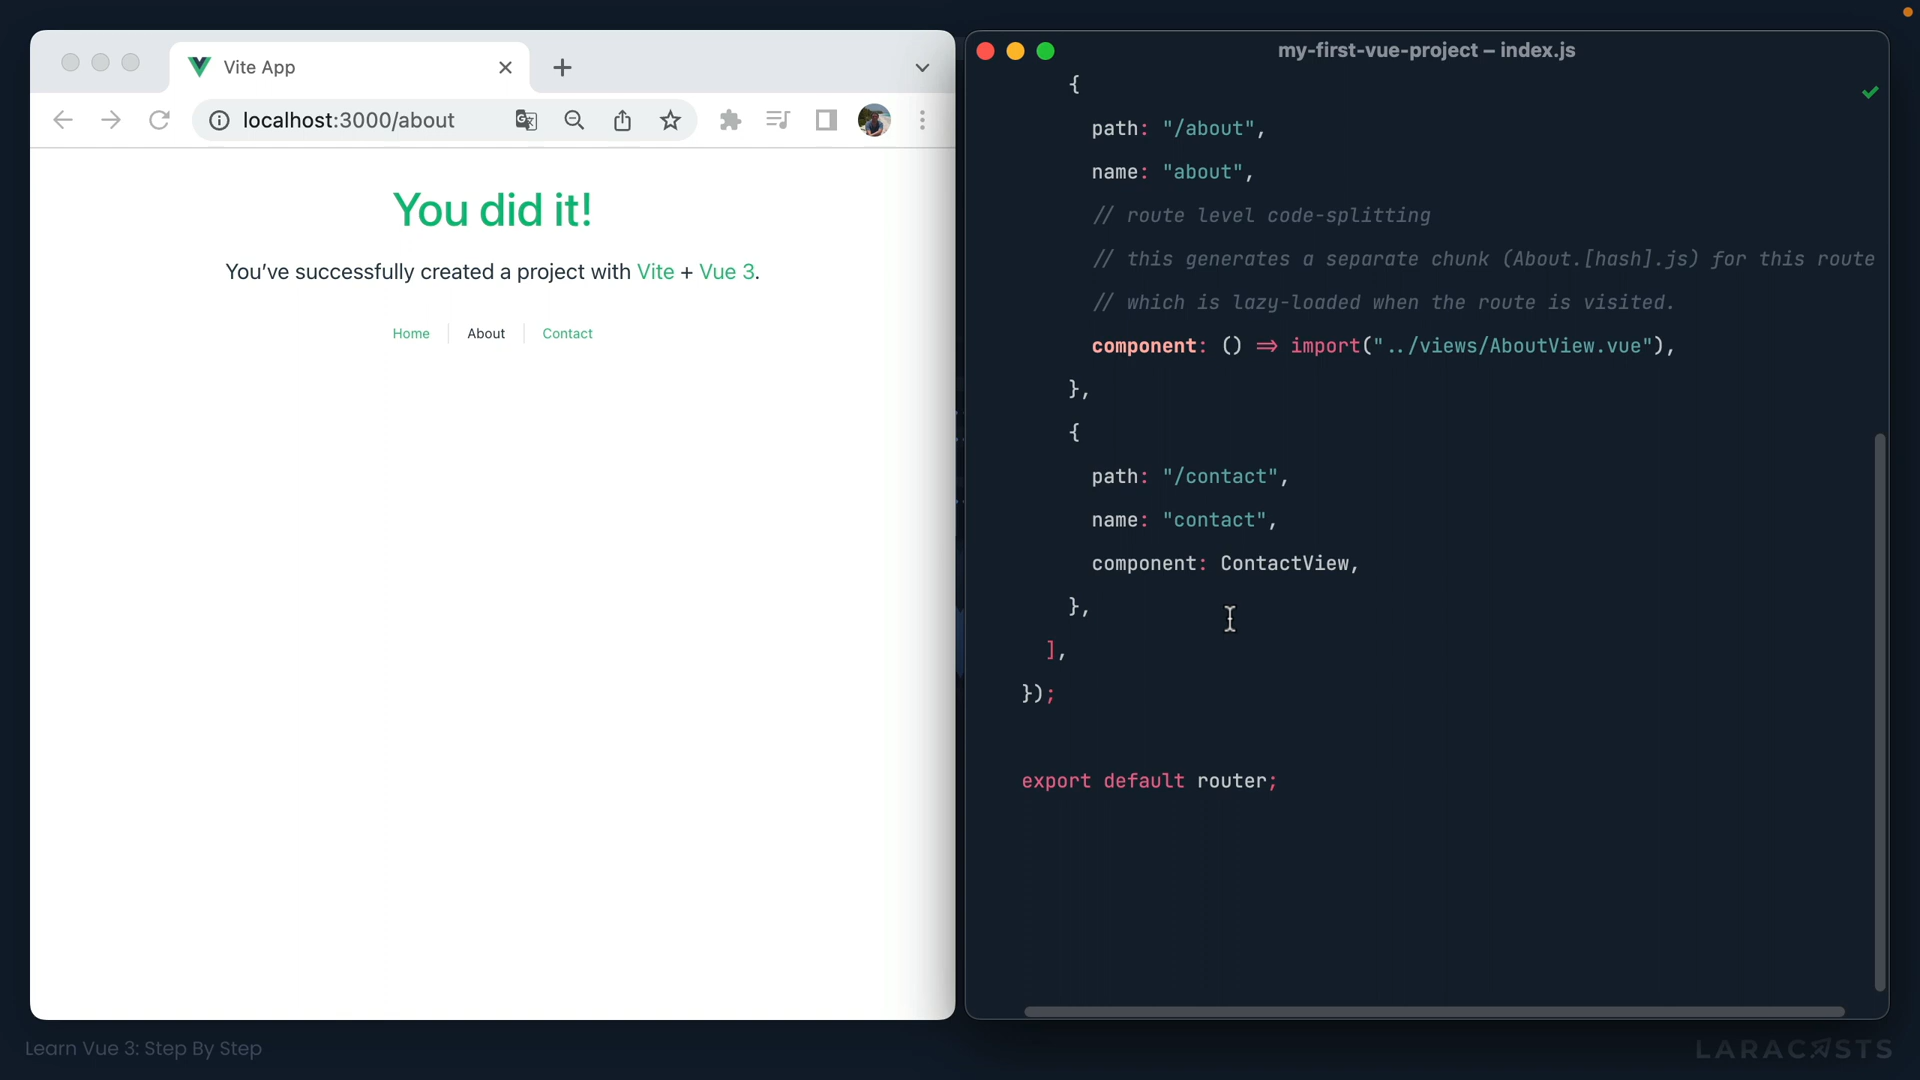 Vite App
localhost:3000/about
You did it!
You've successfully created a project with Vite + Vue 3.
Home
About
Contact
my-first-vue-project – index.js
{
path: "/about",
name: "about",
// route level code-splitting
// this generates a separate chunk (About.[hash].js) for this route
// which is lazy-loaded when the route is visited.
component: () => import("../views/AboutView.vue"),
},
{
path: "/contact",
name: "contact",
component: ContactView,
},
],
});
export default router;
Learn Vue 3: Step By Step
LARACASTS